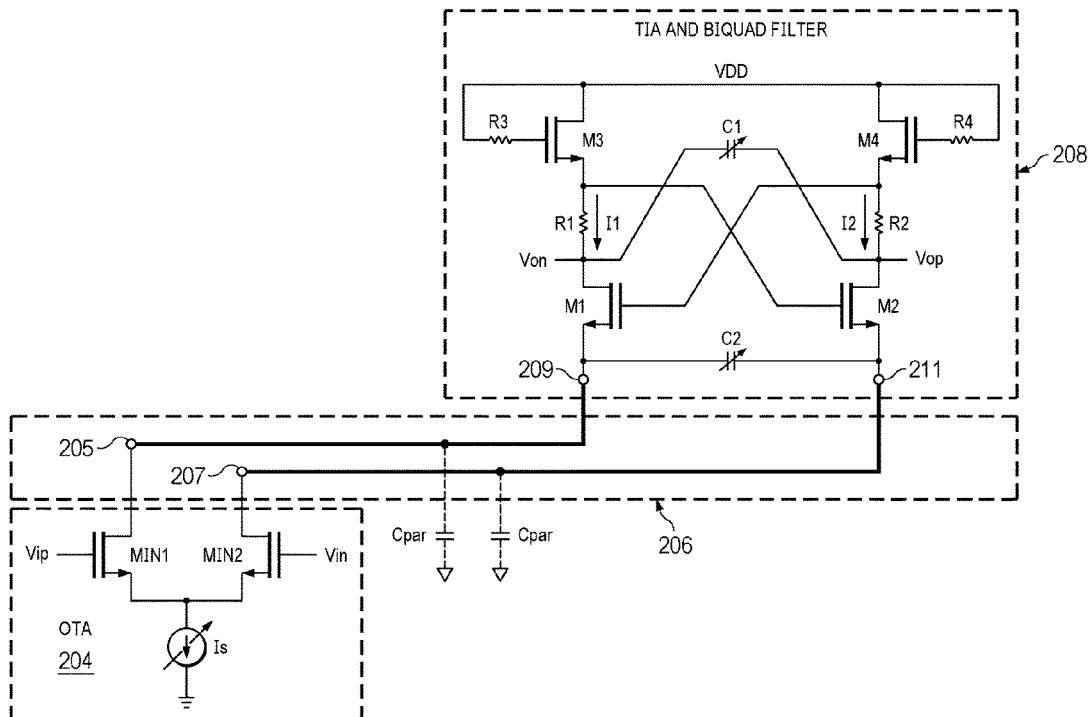 TIA AND BIQUAD FILTER
VDD
R3
M3
C1
M4
R4
208
R1
I1
I2
R2
Von
Vop
M1
M2
C2
209
211
205
207
Cpar
Cpar
206
Vip
MIN1
MIN2
Vin
OTA
204
Is